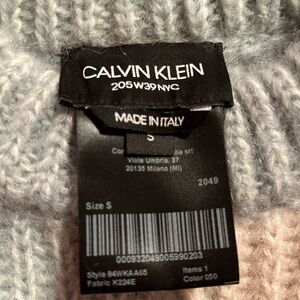 CALVIN KLEIN
205W39NYC
MADE IN ITALY
S
Viale Umbria, 37
20135 Milano (MI)
2049
Size S
000932049005990203
Style 84WKAA65
Items 1
Fabric K224E
Color 050